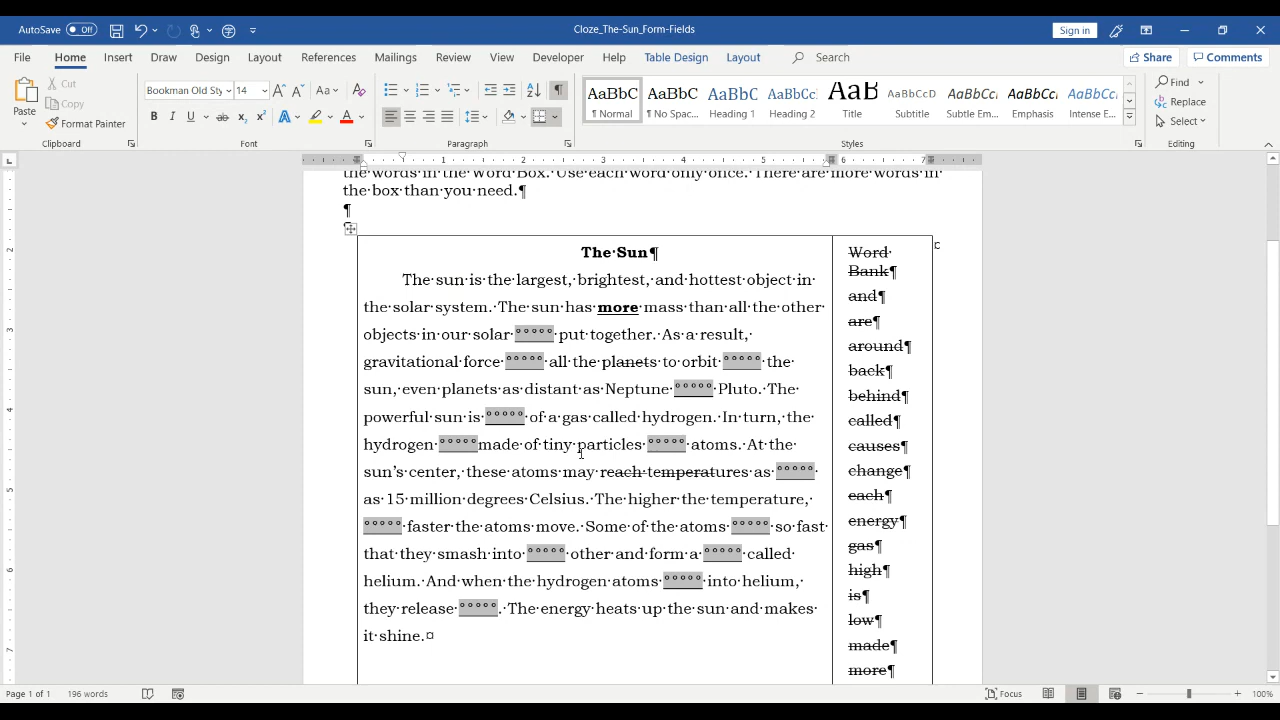 AutoSave Off
Cloze_The-Sun_Form-Fields
Sign in
File Home Insert Draw Design Layout References Mailings Review View Developer Help Table Design Layout Search
Share Comments
Paste
Cut
Copy
Format Painter
Clipboard
Bookman Old Sty 14
Font
Paragraph
AaBbC AaBbC AaBbC AaBbCc AaB AaBbCcD AaBbCc AaBbCc AaBbCc
¶ Normal ¶ No Spac... Heading 1 Heading 2 Title Subtitle Subtle Em... Emphasis Intense E...
Styles
Find
Replace
Select
Editing
the·words·in·the·Word·Box.·Use·each·word·only·once.·There·are·more·words·in·
the·box·than·you·need.¶
¶
The·Sun¶
The·sun·is·the·largest,·brightest,·and·hottest·object·in·
the·solar·system.·The·sun·has·more·mass·than·all·the·other·
objects·in·our·solar·°°°°°·put·together.·As·a·result,·
gravitational·force·°°°°°·all·the·planets·to·orbit·°°°°°·the·
sun,·even·planets·as·distant·as·Neptune·°°°°°·Pluto.·The·
powerful·sun·is·°°°°°·of·a·gas·called·hydrogen.·In·turn,·the·
hydrogen·°°°°°made·of·tiny·particles·°°°°°·atoms.·At·the·
sun's·center,·these·atoms·may·reach·temperatures·as·°°°°°·
as·15·million·degrees·Celsius.·The·higher·the·temperature,·
°°°°°·faster·the·atoms·move.·Some·of·the·atoms·°°°°°·so·fast·
that·they·smash·into·°°°°°·other·and·form·a·°°°°°·called·
helium.·And·when·the·hydrogen·atoms·°°°°°·into·helium,·
they·release·°°°°°.·The·energy·heats·up·the·sun·and·makes·
it·shine.¤
Word·
Bank¶
and¶
are¶
around¶
back¶
behind¶
called¶
causes¶
change¶
each¶
energy¶
gas¶
high¶
is¶
low¶
made¶
more¶
Page 1 of 1 196 words
Focus
100%